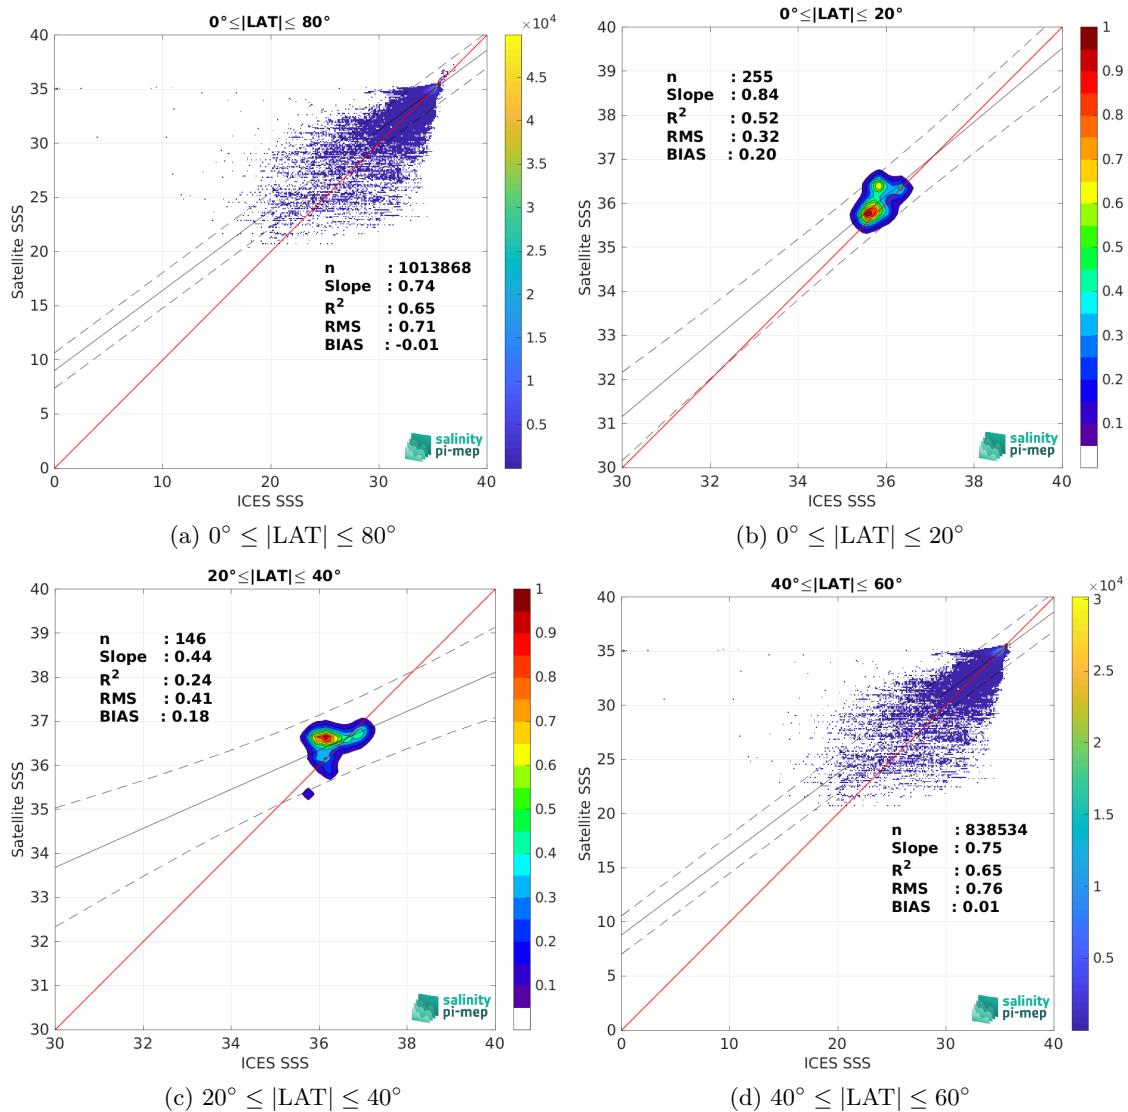 0°≤|LAT|≤ 80°
×10⁴
40
35
30
25
20
15
10
5
0
Satellite SSS
n : 1013868
Slope : 0.74
R² : 0.65
RMS : 0.71
BIAS : -0.01
salinity
pi-mep
4.5
4
3.5
3
2.5
2
1.5
1
0.5
0 10 20 30 40
ICES SSS
(a) 0° ≤ |LAT| ≤ 80°
0°≤|LAT|≤ 20°
40
39
38
37
36
35
34
33
32
31
30
Satellite SSS
n : 255
Slope : 0.84
R² : 0.52
RMS : 0.32
BIAS : 0.20
salinity
pi-mep
1
0.9
0.8
0.7
0.6
0.5
0.4
0.3
0.2
0.1
30 32 34 36 38 40
ICES SSS
(b) 0° ≤ |LAT| ≤ 20°
20°≤|LAT|≤ 40°
40
39
38
37
36
35
34
33
32
31
30
Satellite SSS
n : 146
Slope : 0.44
R² : 0.24
RMS : 0.41
BIAS : 0.18
salinity
pi-mep
1
0.9
0.8
0.7
0.6
0.5
0.4
0.3
0.2
0.1
30 32 34 36 38 40
ICES SSS
(c) 20° ≤ |LAT| ≤ 40°
40°≤|LAT|≤ 60°
×10⁴
40
35
30
25
20
15
10
5
0
Satellite SSS
n : 838534
Slope : 0.75
R² : 0.65
RMS : 0.76
BIAS : 0.01
salinity
pi-mep
3
2.5
2
1.5
1
0.5
0 10 20 30 40
ICES SSS
(d) 40° ≤ |LAT| ≤ 60°